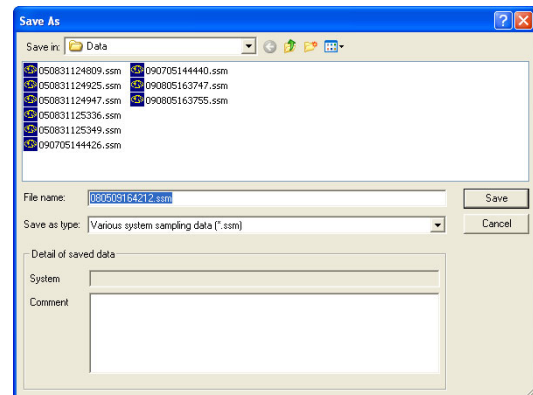 Save As
Save in: Data
050831124809.ssm 090705144440.ssm
050831124925.ssm 090805163747.ssm
050831124947.ssm 090805163755.ssm
050831125336.ssm
050831125349.ssm
090705144426.ssm
File name: 080509164212.ssm Save
Save as type: Various system sampling data (*.ssm) Cancel
Detail of saved data
System
Comment